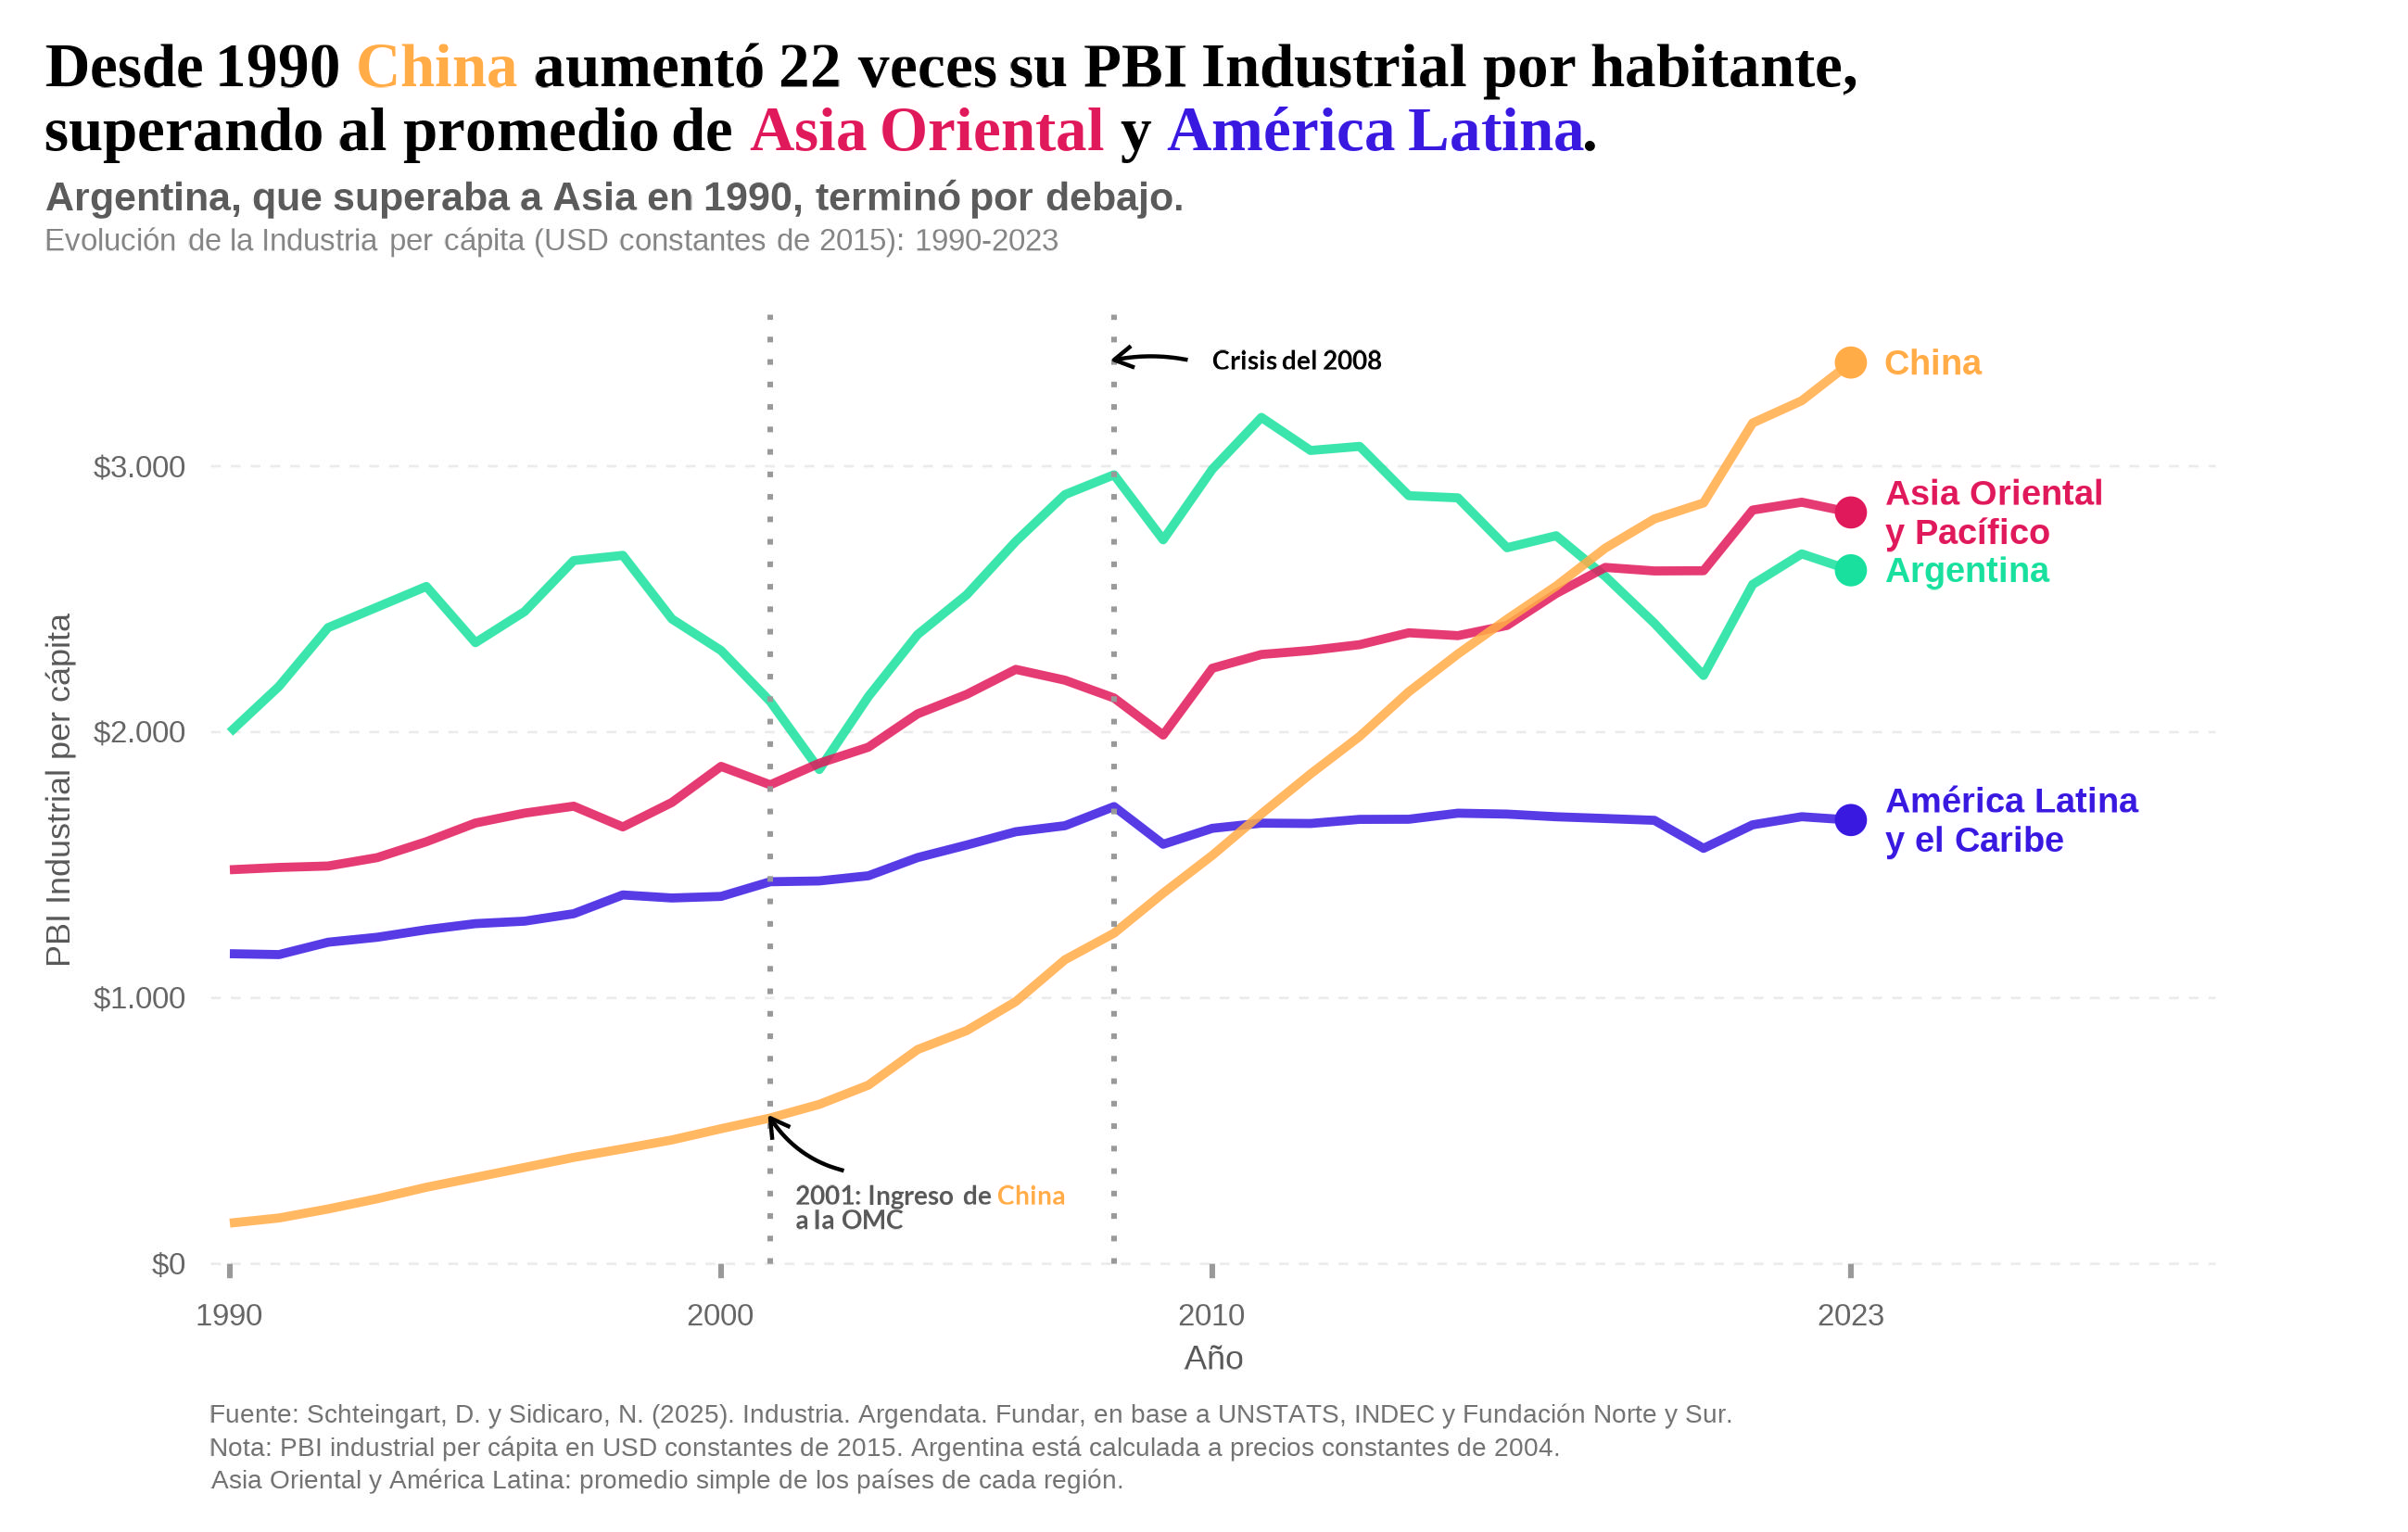 Desde 1990 China aumentó 22 veces su PBI Industrial por habitante,
superando al promedio de Asia Oriental y América Latina.
Argentina, que superaba a Asia en 1990, terminó por debajo.
Evolución de la Industria per cápita (USD constantes de 2015): 1990-2023
Crisis del 2008
China
$3.000
Asia Oriental
y Pacífico
Argentina
PBI Industrial per cápita
$2.000
América Latina
y el Caribe
$1.000
2001: Ingreso de China
a la OMC
$0
1990
2000
2010
2023
Año
Fuente: Schteingart, D. y Sidicaro, N. (2025). Industria. Argendata. Fundar, en base a UNSTATS, INDEC y Fundación Norte y Sur.
Nota: PBI industrial per cápita en USD constantes de 2015. Argentina está calculada a precios constantes de 2004.
Asia Oriental y América Latina: promedio simple de los países de cada región.